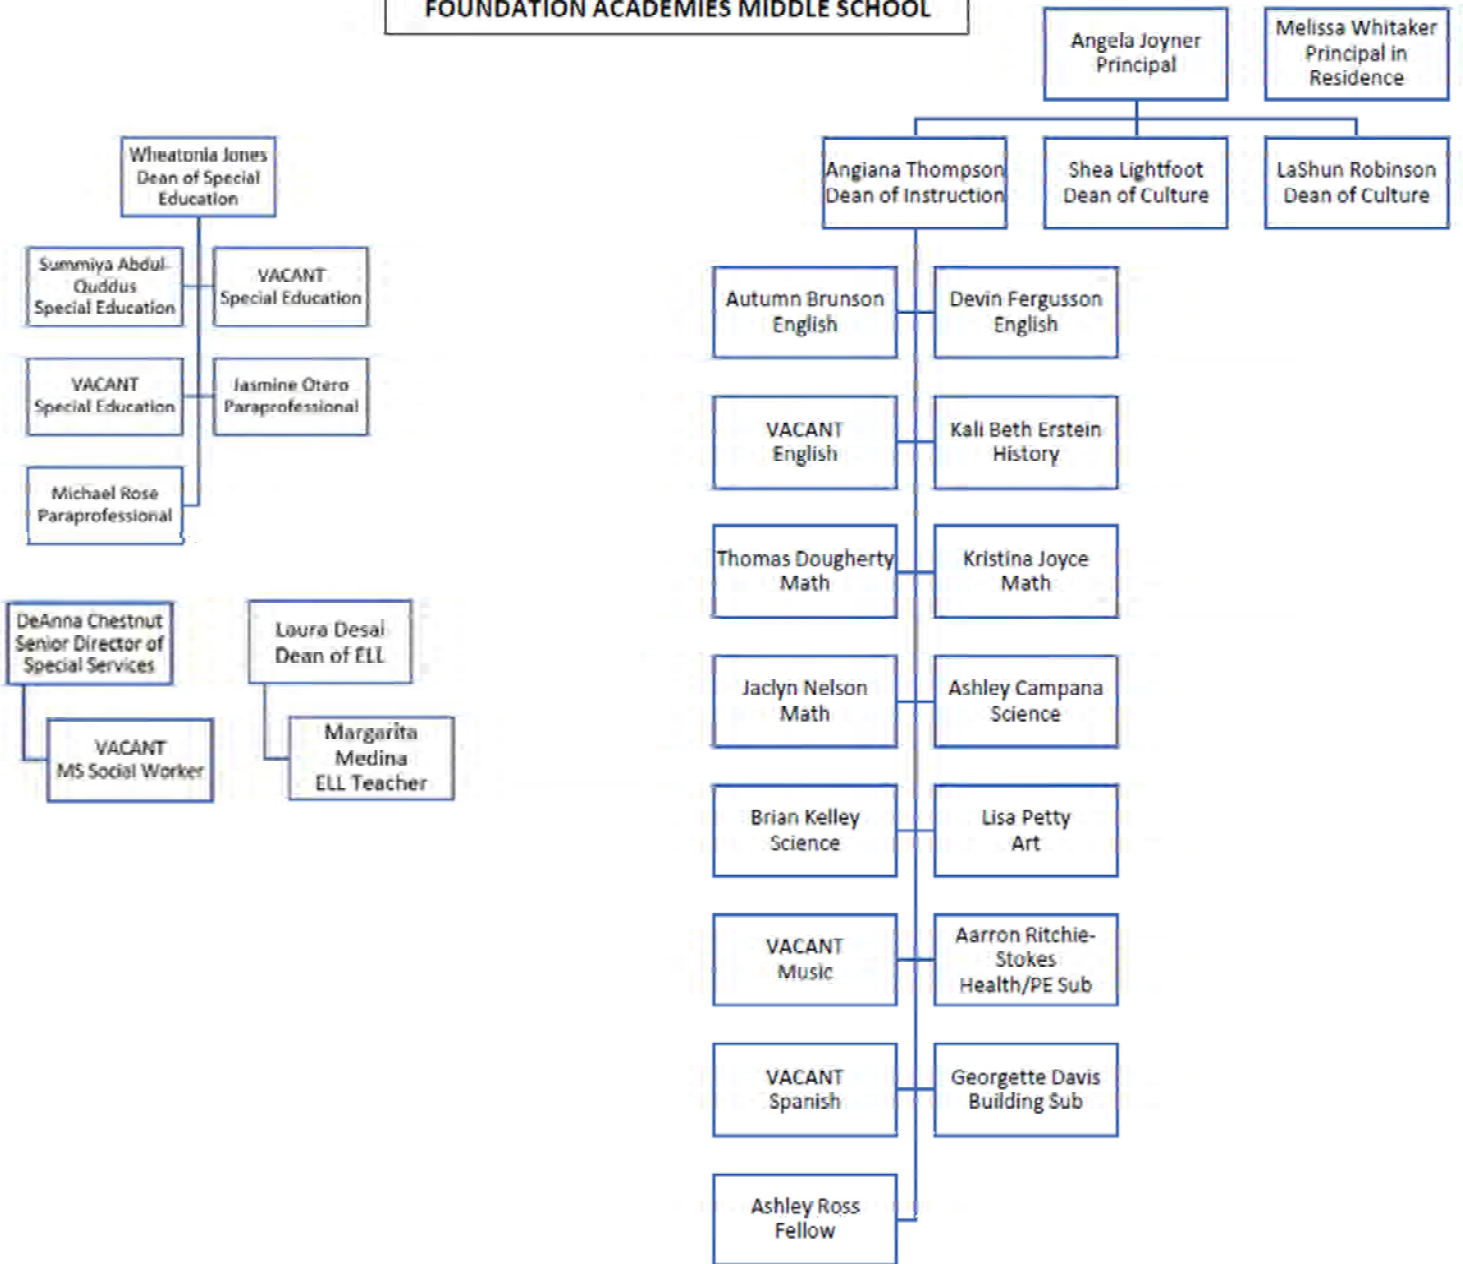 FOUNDATION ACADEMIES MIDDLE SCHOOL
Angela Joyner
Principal
Melissa Whitaker
Principal in
Residence
Wheatonia Jones
Dean of Special
Education
Angiana Thompson
Dean of Instruction
Shea Lightfoot
Dean of Culture
LaShun Robinson
Dean of Culture
Summiya Abdul-
Quddus
Special Education
VACANT
Special Education
VACANT
Special Education
Jasmine Otero
Paraprofessional
Michael Rose
Paraprofessional
DeAnna Chestnut
Senior Director of
Special Services
VACANT
MS Social Worker
Laura Desai
Dean of ELL
Margarita
Medina
ELL Teacher
Autumn Brunson
English
Devin Fergusson
English
VACANT
English
Kali Beth Erstein
History
Thomas Dougherty
Math
Kristina Joyce
Math
Jaclyn Nelson
Math
Ashley Campana
Science
Brian Kelley
Science
Lisa Petty
Art
VACANT
Music
Aarron Ritchie-
Stokes
Health/PE Sub
VACANT
Spanish
Georgette Davis
Building Sub
Ashley Ross
Fellow